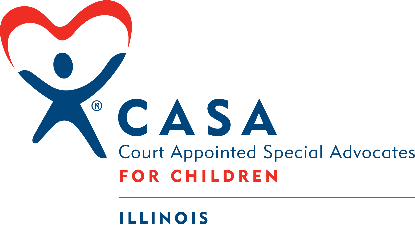 ® CASA
Court Appointed Special Advocates
FOR CHILDREN
ILLINOIS